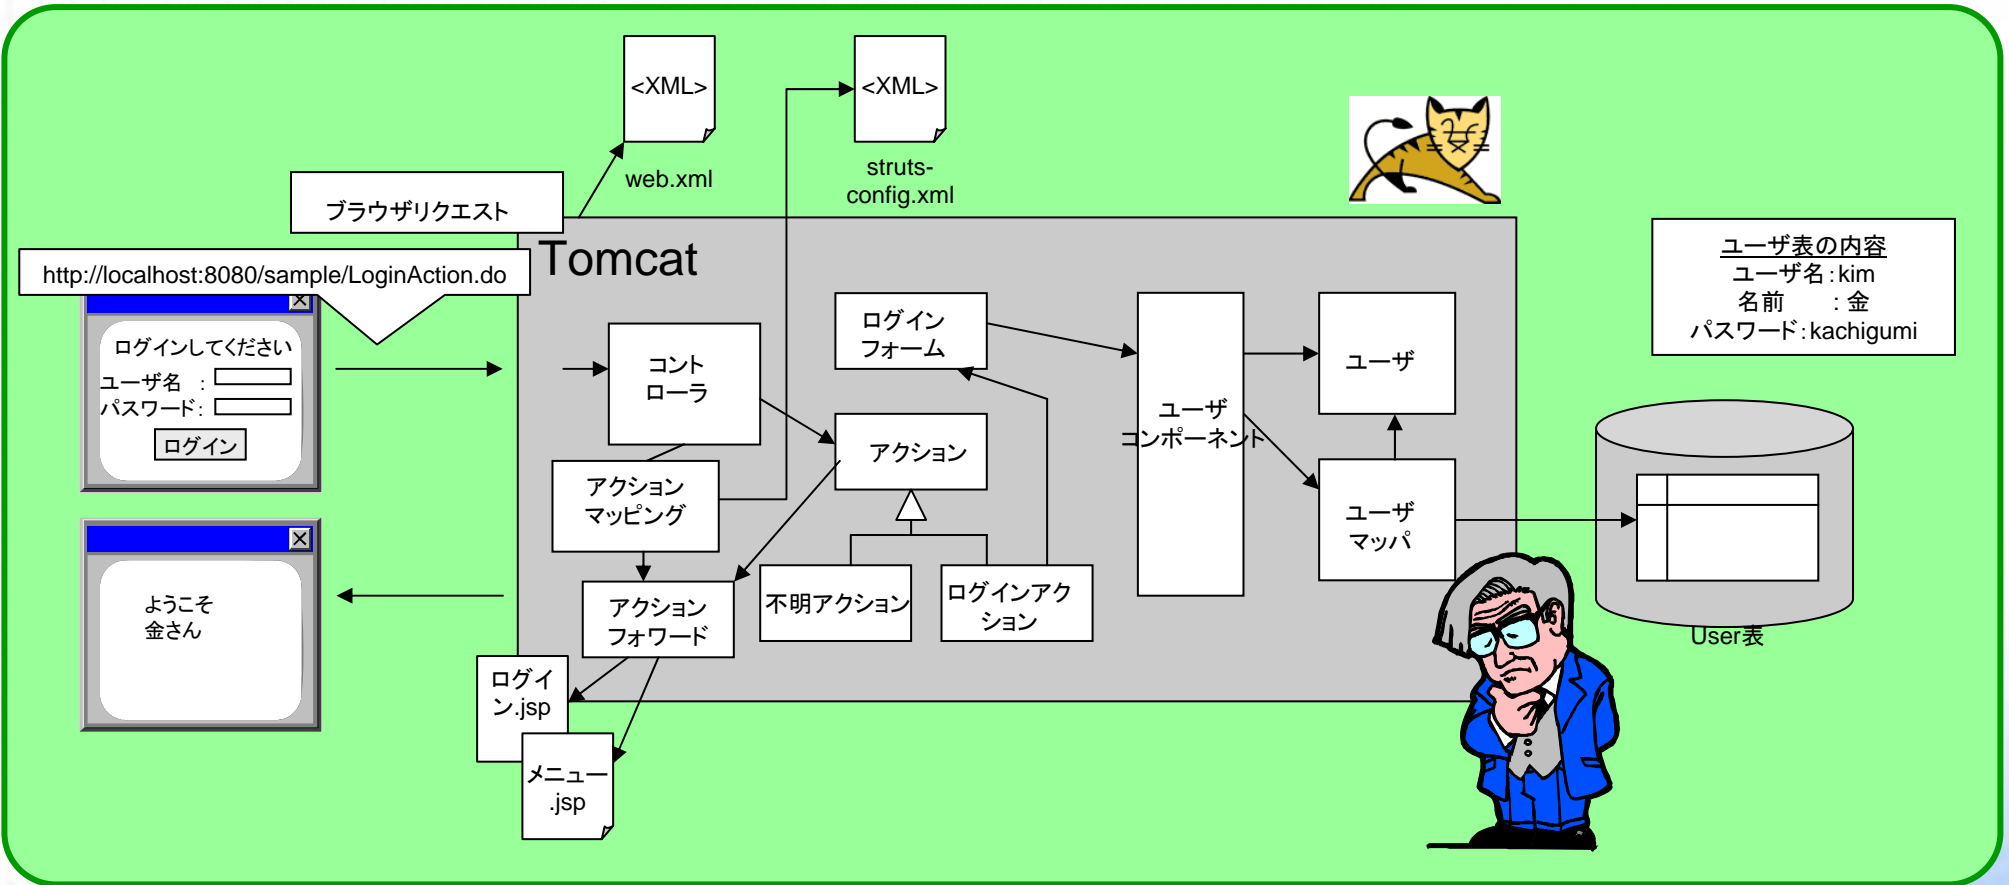 <XML>
web.xml
<XML>
struts-
config.xml
ブラウザリクエスト
http://localhost:8080/sample/LoginAction.do
Tomcat
ログインしてください
ユーザ名 :
パスワード:
ログイン
ようこそ
金さん
コント
ローラ
アクション
マッピング
アクション
フォワード
ログイ
ン.jsp
メニュー
.jsp
ログイン
フォーム
アクション
不明アクション
ログインアク
ション
ユーザ
コンポーネント
ユーザ
ユーザ
マッパ
ユーザ表の内容
ユーザ名:kim
名前 :金
パスワード:kachigumi
User表